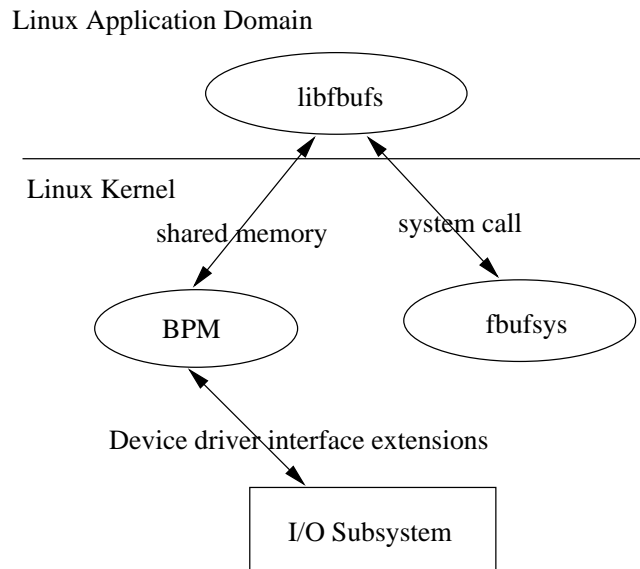 Linux Application Domain
libfbufs
Linux Kernel
shared memory
system call
BPM
fbufsys
Device driver interface extensions
I/O Subsystem